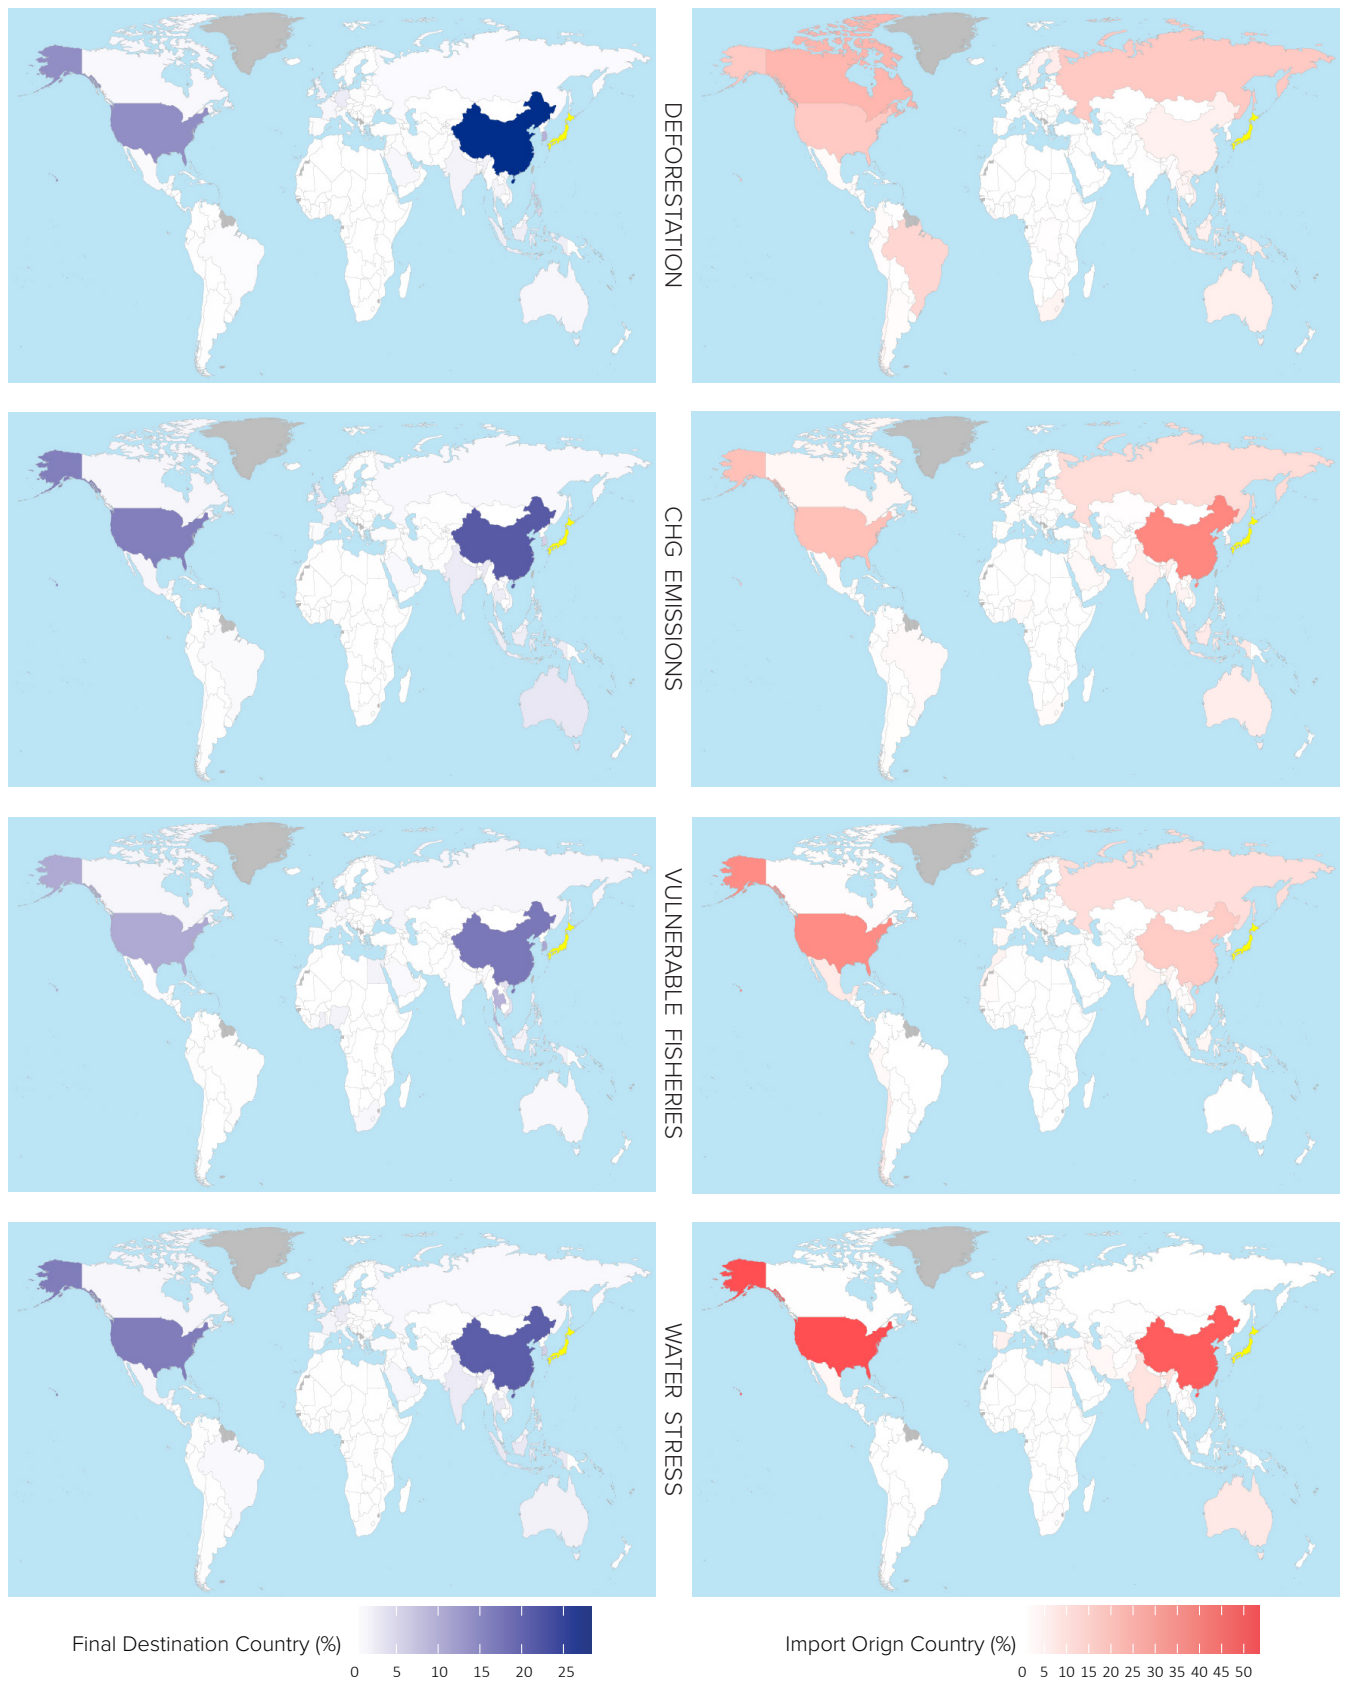 DEFORESTATION
CHG EMISSIONS
VULNERABLE FISHERIES
WATER STRESS
Final Destination Country (%)
0 5 10 15 20 25
Import Orign Country (%)
0 5 10 15 20 25 30 35 40 45 50